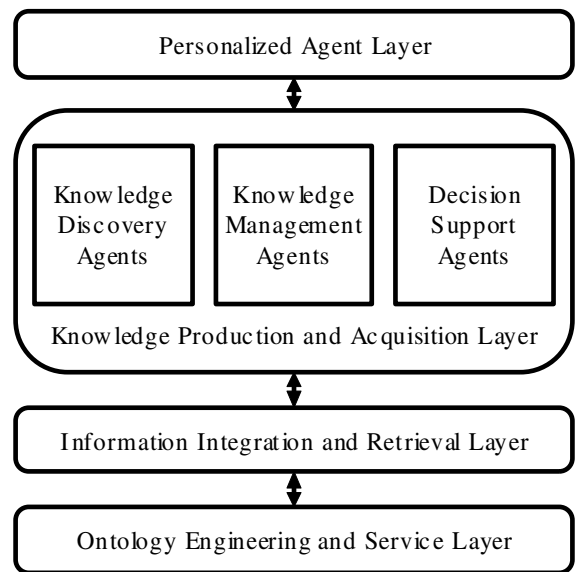 Personalized Agent Layer
Knowledge
Discovery
Agents
Knowledge
Management
Agents
Decision
Support
Agents
Knowledge Production and Acquisition Layer
Information Integration and Retrieval Layer
Ontology Engineering and Service Layer